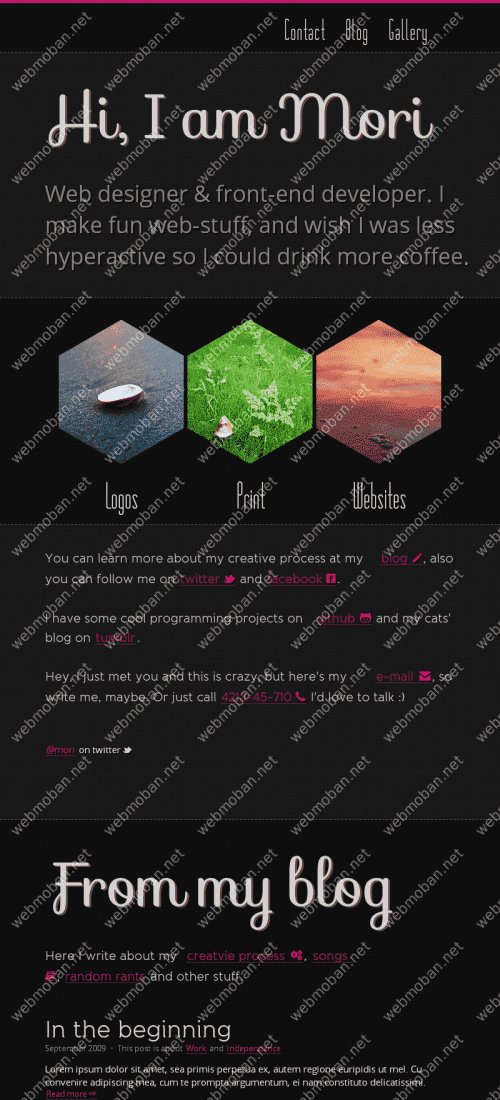 Contact Blog Gallery
Hi, I am Mori
Web designer & front-end developer. I
make fun web-stuff, and wish I was less
hyperactive so I could drink more coffee.
Logos Print Websites
You can learn more about my creative process at my blog , also
you can follow me on twitter and facebook .
I have some cool programming projects on github and my cats'
blog on tumblr.
Hey, I just met you and this is crazy, but here's my e-mail , so
write me, maybe. Or just call 45-710 I'd love to talk :)
@mori on twitter
From my blog
Here I write about my creatvie process , songs
, random rants and other stuff.
In the beginning
September 2009 • This post is about Work and Independence
Lorem ipsum dolor sit amet, sea primis perpetua ex, autem regione euripidis ut mel. Cu
convenire adipiscing mea, cum te prompta argumentum, ei nam constituto delicatissimi.
Read more
webmoban.net